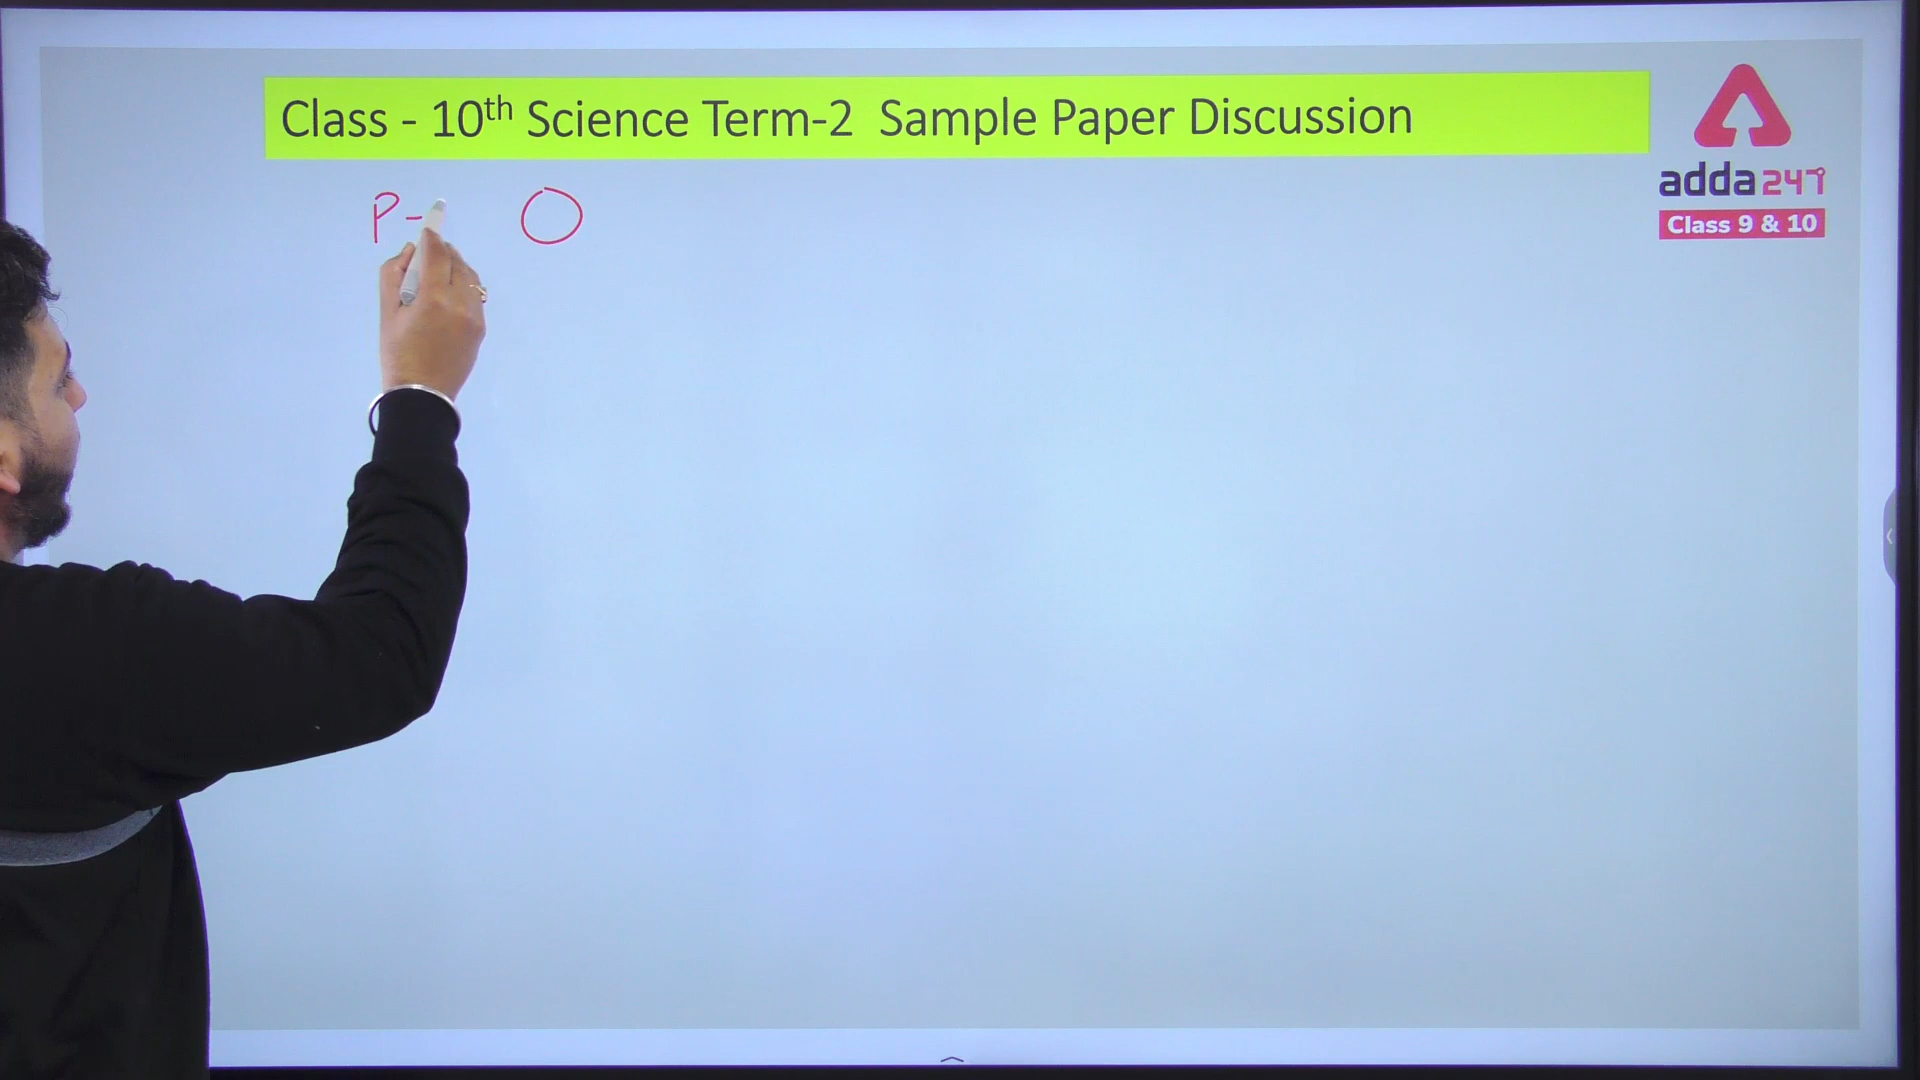 Class - 10th Science Term-2 Sample Paper Discussion
P - O
adda247
Class 9 & 10